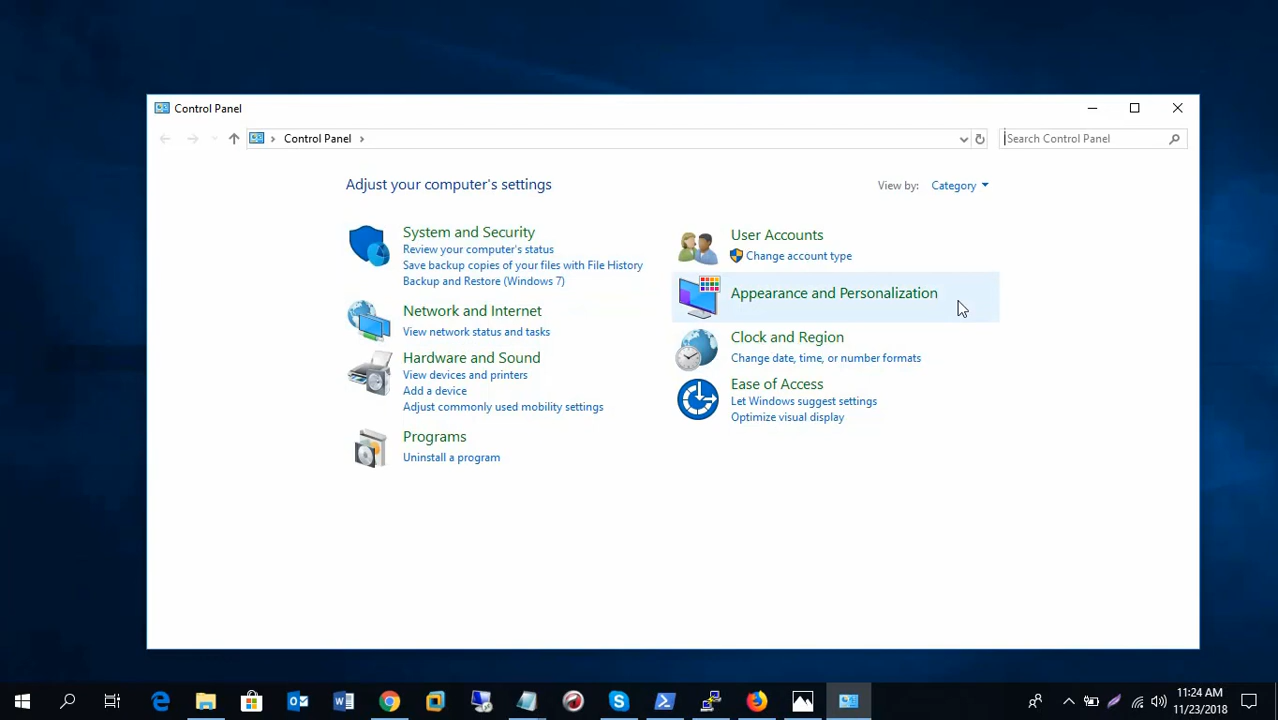 Control Panel
Control Panel
Search Control Panel
Adjust your computer's settings
View by: Category
System and Security
Review your computer's status
Save backup copies of your files with File History
Backup and Restore (Windows 7)
Network and Internet
View network status and tasks
Hardware and Sound
View devices and printers
Add a device
Adjust commonly used mobility settings
Programs
Uninstall a program
User Accounts
Change account type
Appearance and Personalization
Clock and Region
Change date, time, or number formats
Ease of Access
Let Windows suggest settings
Optimize visual display
11:24 AM
11/23/2018